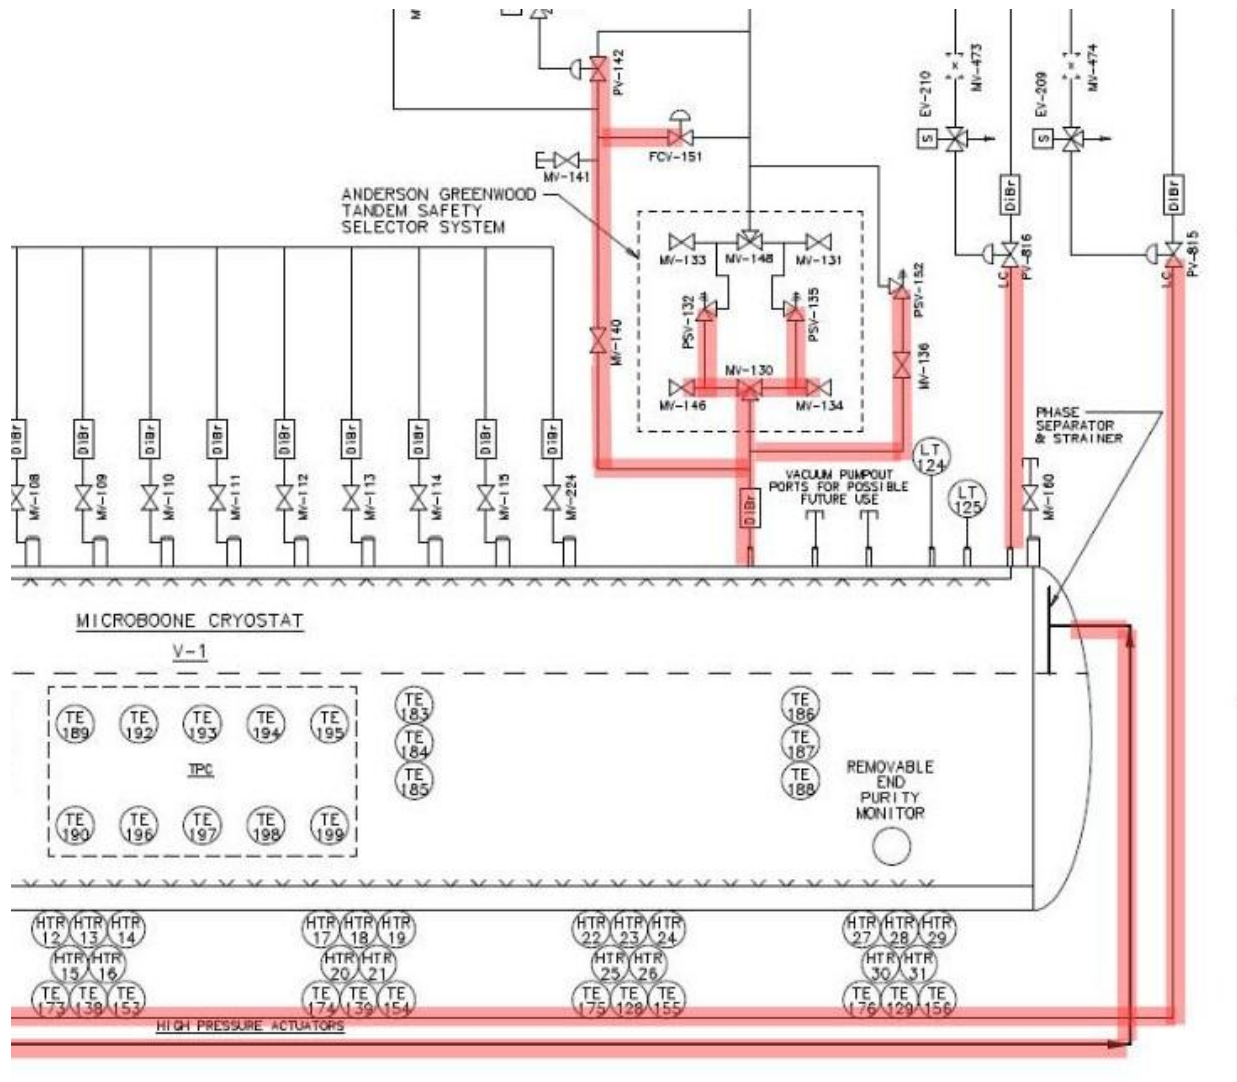 M
2
PV-142
EV-210
MV-473
EV-209
MV-474
S
S
FCV-151
MV-141
ANDERSON GREENWOOD
TANDEM SAFETY
SELECTOR SYSTEM
DiBr
DiBr
MV-133
MV-148
MV-131
LC
PV-816
LC
PV-815
PSV-132
PSV-135
PSV-152
MV-140
MV-136
MV-130
MV-146
MV-134
PHASE
SEPARATOR
& STRAINER
DiBr
DiBr
DiBr
DiBr
DiBr
DiBr
DiBr
DiBr
DiBr
MV-108
MV-109
MV-110
MV-111
MV-112
MV-113
MV-114
MV-115
MV-224
DiBr
VACUUM PUMPOUT
PORTS FOR POSSIBLE
FUTURE USE
LT
124
LT
125
MV-160
MICROBOONE CRYOSTAT
V-1
TE
189
TE
192
TE
193
TE
194
TE
195
TE
183
TE
184
TE
185
TE
186
TE
187
TE
188
TPC
TE
190
TE
196
TE
197
TE
198
TE
199
REMOVABLE
END
PURITY
MONITOR
HTR
12
HTR
13
HTR
14
HTR
15
HTR
16
TE
173
TE
138
TE
153
HTR
17
HTR
18
HTR
19
HTR
20
HTR
21
TE
174
TE
139
TE
154
HTR
22
HTR
23
HTR
24
HTR
25
HTR
26
TE
175
TE
128
TE
155
HTR
27
HTR
28
HTR
29
HTR
30
HTR
31
TE
176
TE
129
TE
156
HIGH PRESSURE ACTUATORS